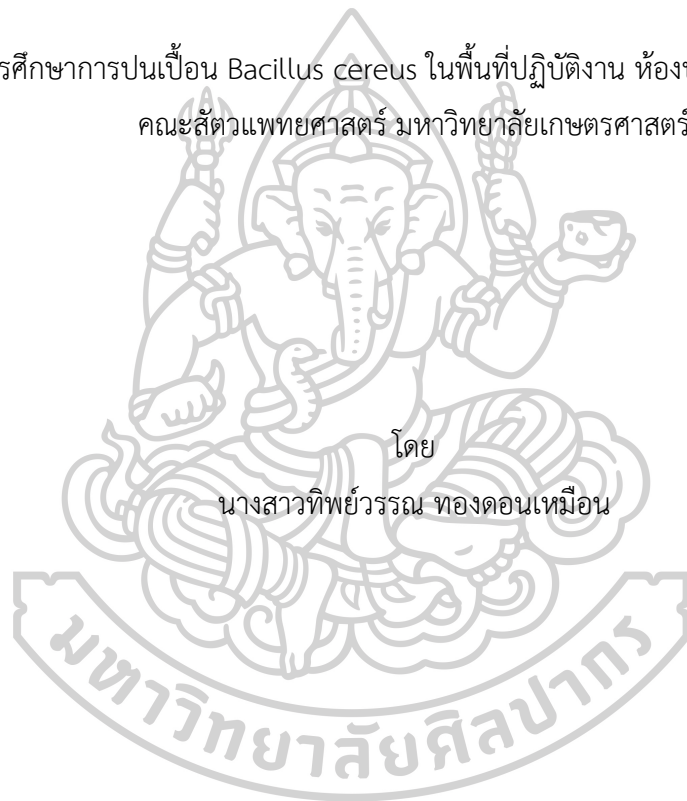 รศึกษาการปนเปื้อน Bacillus cereus ในพื้นที่ปฏิบัติงาน ห้อง
คณะสัตวแพทยศาสตร์ มหาวิทยาลัยเกษตรศาสตร์
โดย
นางสาวทิพย์วรรณ ทองดอนเหมือน
มหาวิทยาลัยศิลปากร